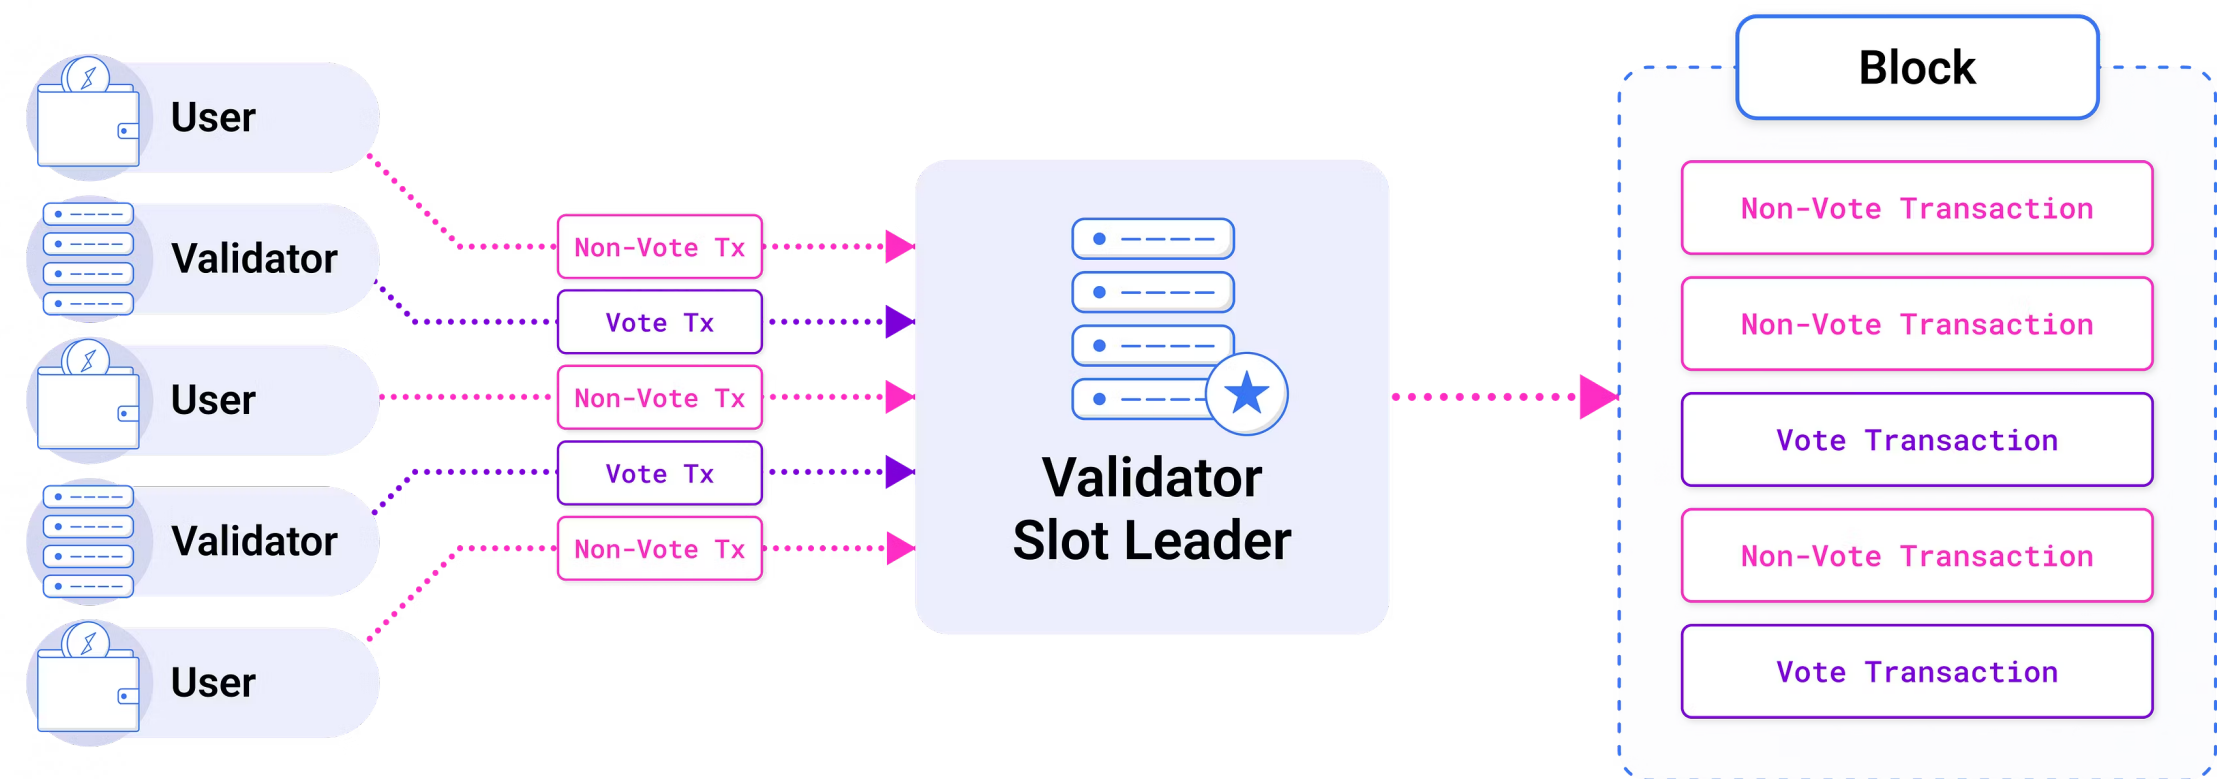 User
Validator
User
Validator
User
Non-Vote Tx
Vote Tx
Non-Vote Tx
Vote Tx
Non-Vote Tx
Validator
Slot Leader
Block
Non-Vote Transaction
Non-Vote Transaction
Vote Transaction
Non-Vote Transaction
Vote Transaction